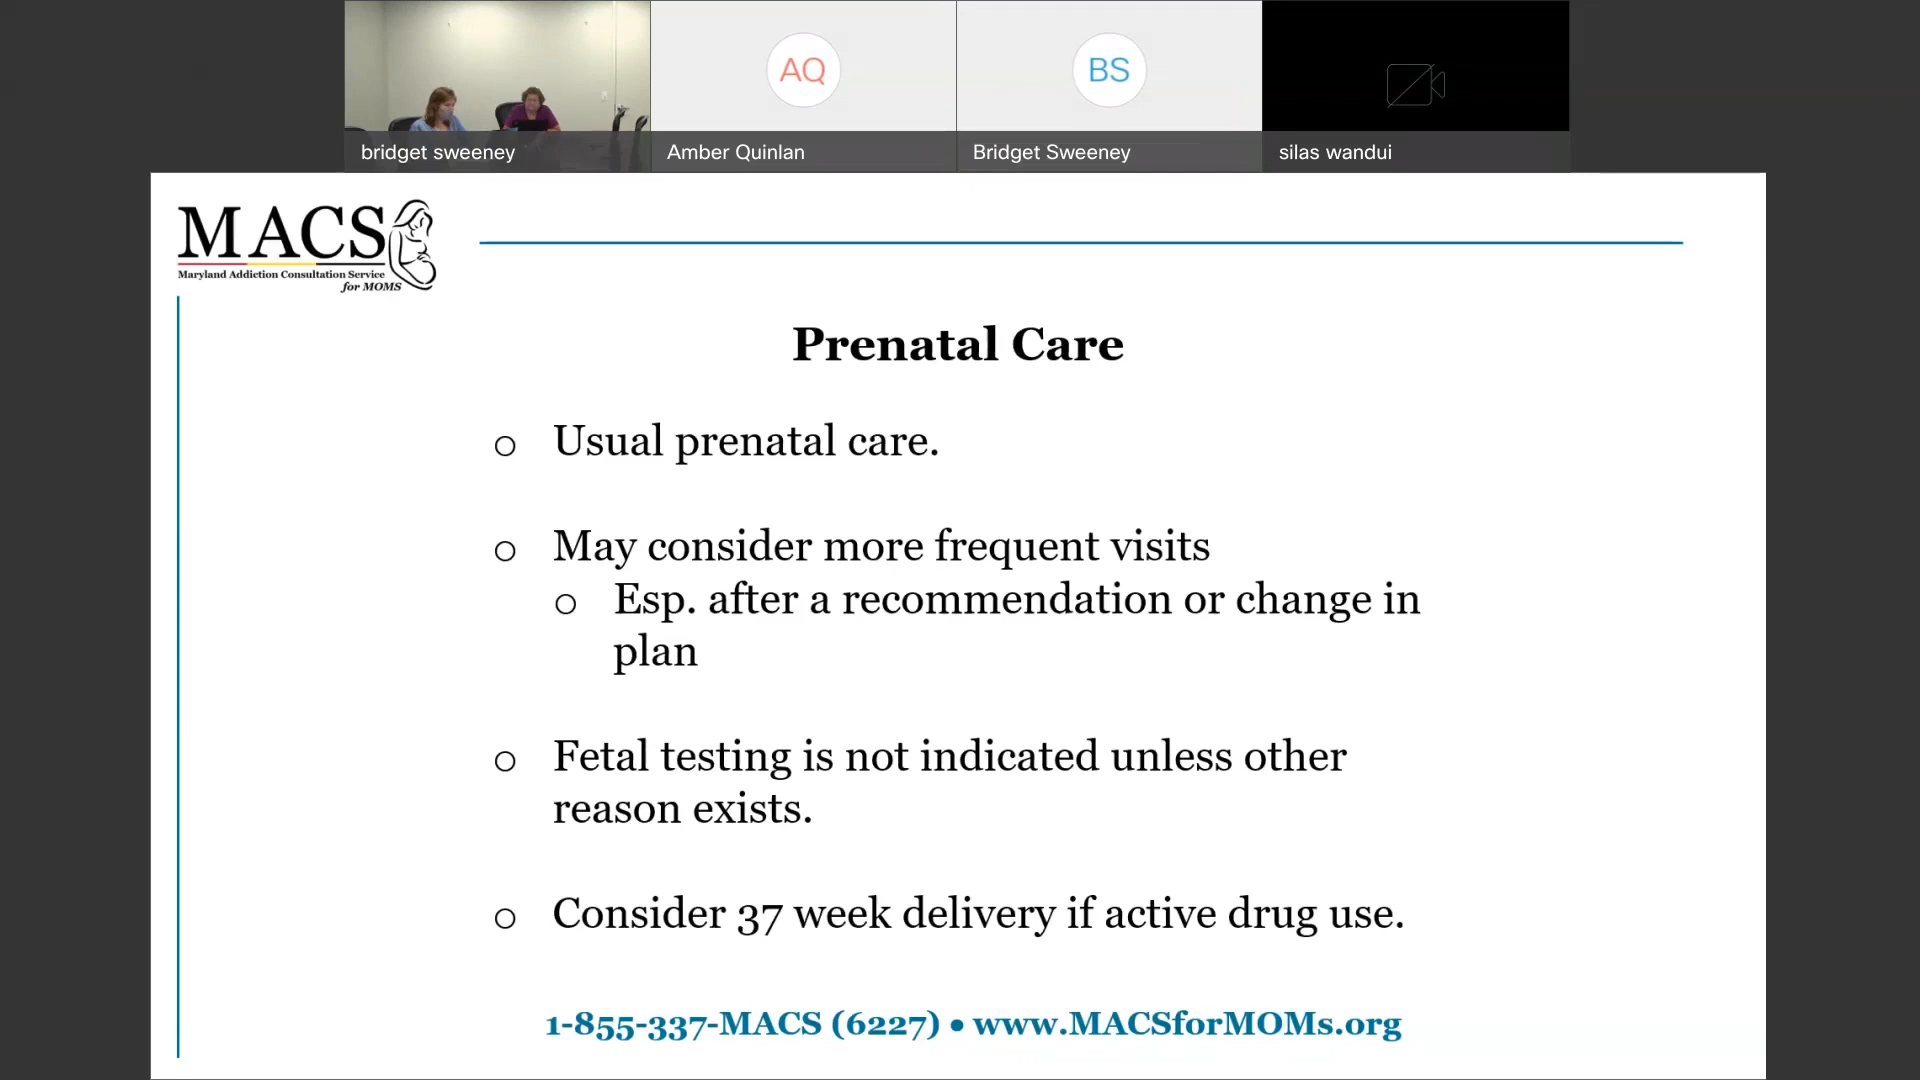 AQ
BS
bridget sweeney
Amber Quinlan
Bridget Sweeney
silas wandui
MACS
Maryland Addiction Consultation Service
for MOMS
Prenatal Care
o Usual prenatal care.
o May consider more frequent visits
o Esp. after a recommendation or change in
plan
o Fetal testing is not indicated unless other
reason exists.
o Consider 37 week delivery if active drug use.
1-855-337-MACS (6227) • www.MACSforMOMs.org